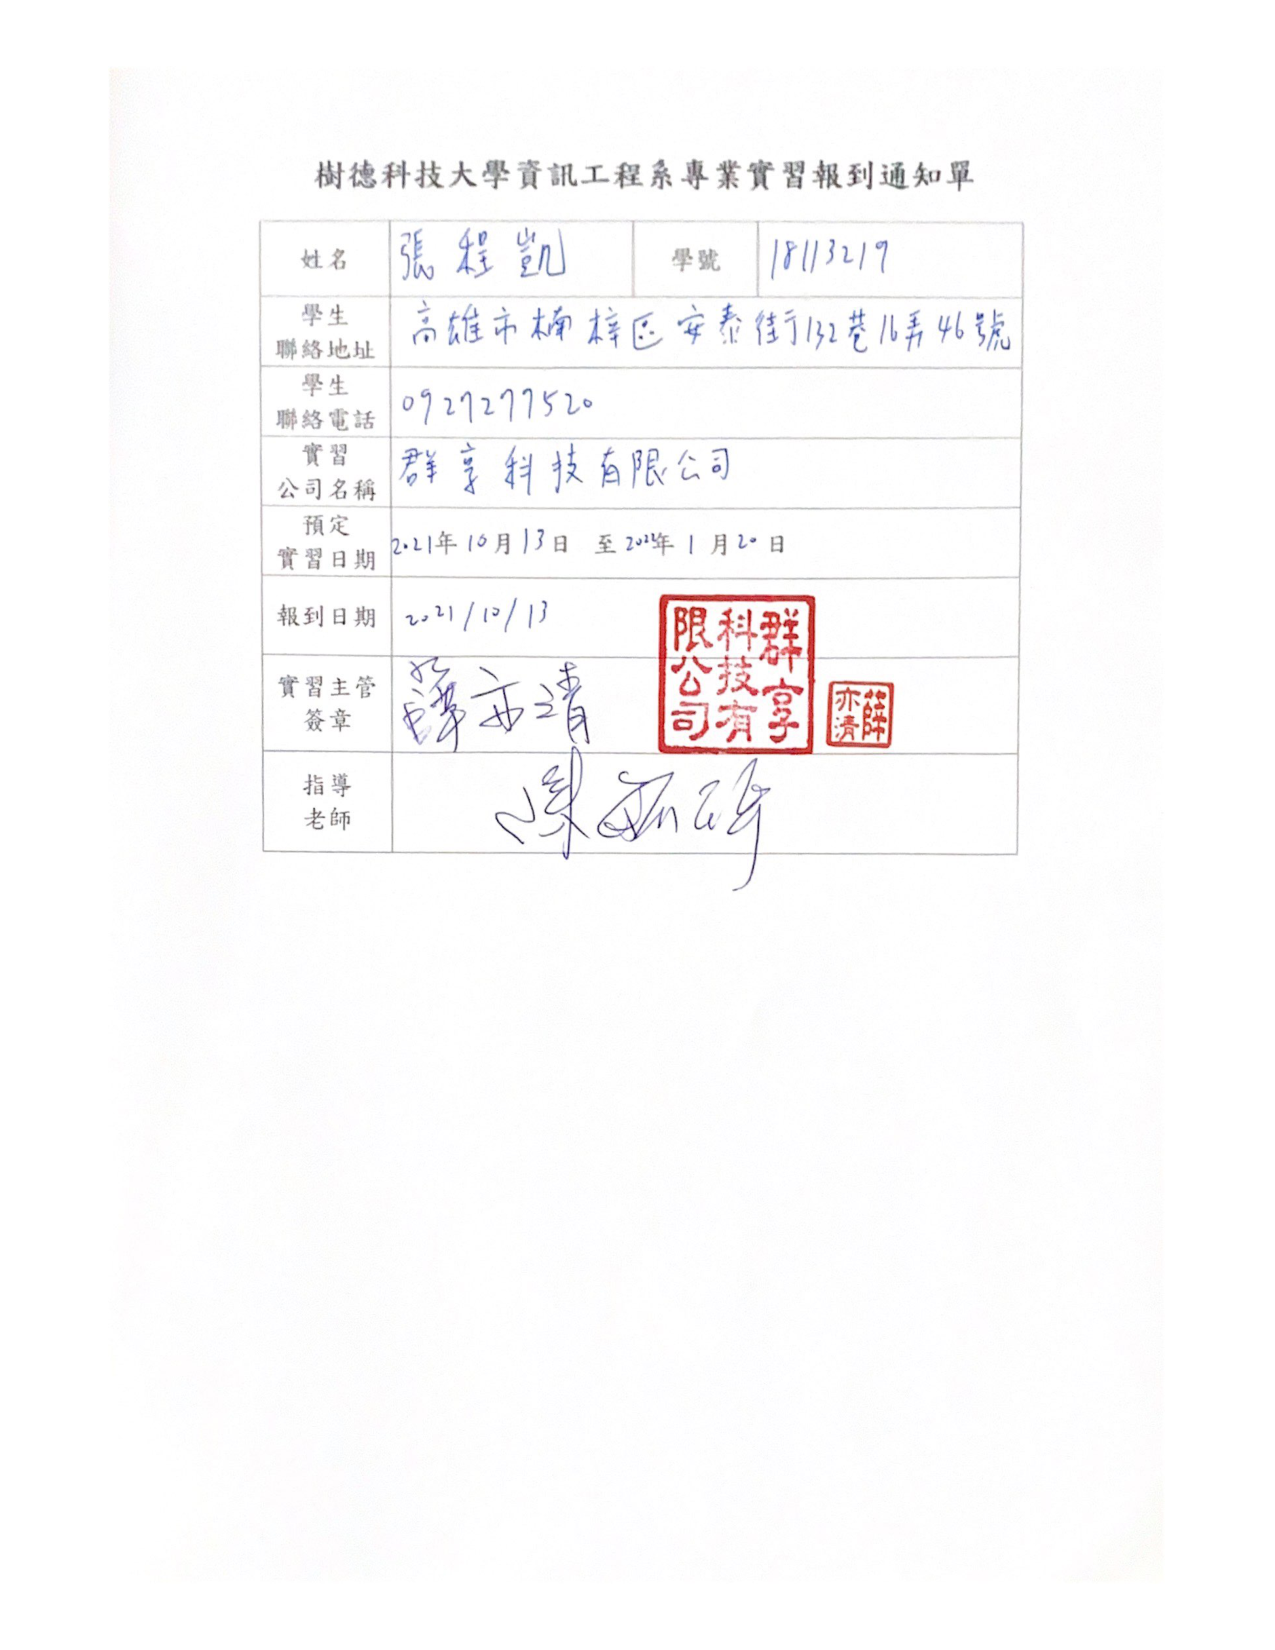 樹德科技大學資訊工程系專業實習報到通知單
姓名 張程凱 學號 18113219
學生
聯絡地址 高雄市楠梓區安泰街132巷16弄46號
學生
聯絡電話 0927277520
實習
公司名稱 群享科技有限公司
預定
實習日期 2021年10月13日 至2022年1月20日
報到日期 2021/10/13
實習主管
簽章 薛亦清
群享科技有限公司
薛亦清
指導
老師 陳